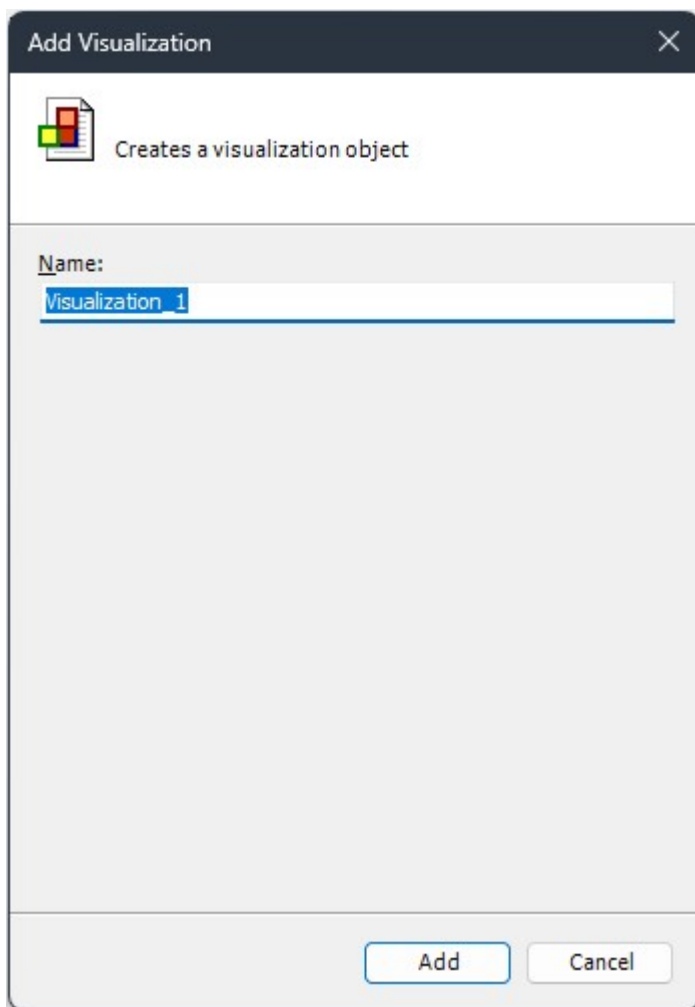 Add Visualization
Creates a visualization object
Name:
Visualization_1
Add
Cancel